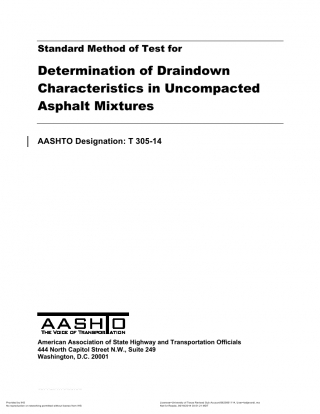 Standard Method of Test for
Determination of Draindown
Characteristics in Uncompacted
Asphalt Mixtures
AASHTO Designation: T 305-14
AASHTO
THE VOICE OF TRANSPORTATION
American Association of State Highway and Transportation Officials
444 North Capitol Street N.W., Suite 249
Washington, D.C. 20001